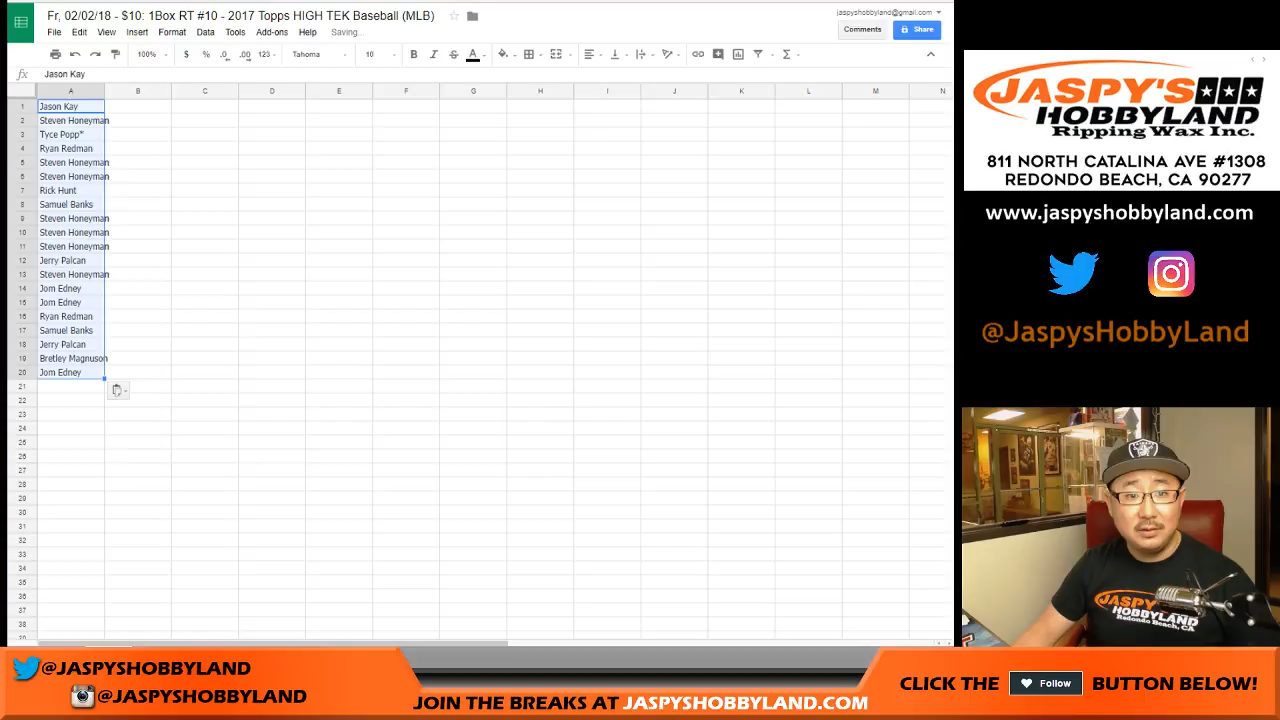 Fr, 02/02/18 - $10: 1Box RT #10 - 2017 Topps HIGH TEK Baseball (MLB)
jaspyshobbyland@gmail.com
File Edit View Insert Format Data Tools Add-ons Help Saving...
Comments
Share
100% $ % .0 .00 123 Tahoma 10 B I S A
fx Jason Kay
A B C D E F G H I J K L M N
1 Jason Kay
2 Steven Honeyman
3 Tyce Popp*
4 Ryan Redman
5 Steven Honeyman
6 Steven Honeyman
7 Rick Hunt
8 Samuel Banks
9 Steven Honeyman
10 Steven Honeyman
11 Steven Honeyman
12 Jerry Palcan
13 Steven Honeyman
14 Jom Edney
15 Jom Edney
16 Ryan Redman
17 Samuel Banks
18 Jerry Palcan
19 Bretley Magnuson
20 Jom Edney
21
22
23
24
25
26
27
28
29
30
31
32
33
34
35
36
37
38
JASPY'S
HOBBYLAND
Ripping Wax Inc.
811 NORTH CATALINA AVE #1308
REDONDO BEACH, CA 90277
www.jaspyshobbyland.com
@JaspysHobbyLand
JASPY'S
HOBBYLAND
Redondo Beach, CA
@JASPYSHOBBYLAND
@JASPYSHOBBYLAND
JOIN THE BREAKS AT JASPYSHOBBYLAND.COM
CLICK THE Follow BUTTON BELOW!